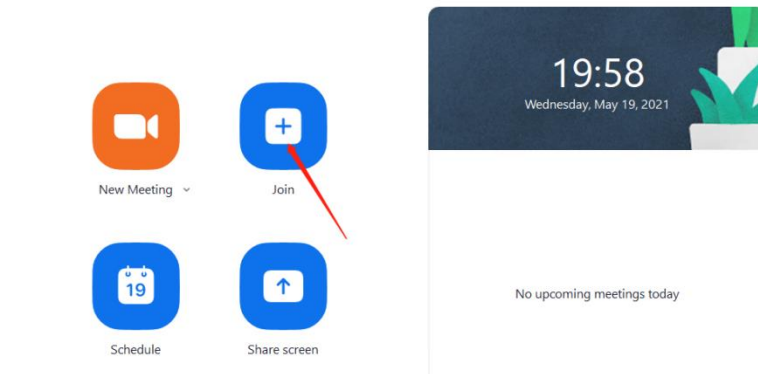 19:58
Wednesday, May 19, 2021
New Meeting
Join
19
Schedule
Share screen
No upcoming meetings today